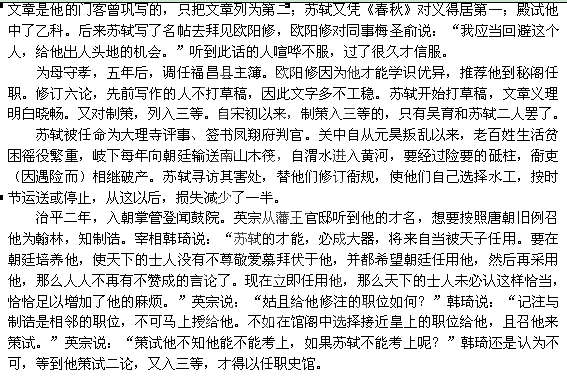 文章是他的门客曾巩写的，只把文章列为第二；苏轼又凭《春秋》对义得居第一；殿试他
中了乙科。后来苏轼写了名帖去拜见欧阳修，欧阳修对同事梅圣俞说：“我应当回避这个
人，给他出人头地的机会。”听到此话的人喧哗不服，过了很久才信服。
为母守孝，五年后，调任福昌县主簿。欧阳修因为他才能学识优异，推荐他到秘阁任
职。修订六论，先前写作的人不打草稿，因此文字多不工稳。苏轼开始打草稿，文章义理
明白晓畅。又对制策，列入三等。自宋初以来，制策入三等的，只有吴育和苏轼二人罢了。
苏轼被任命为大理寺评事、签书凤翔府判官。关中自从元昊叛乱以来，老百姓生活贫
困徭役繁重，岐下每年向朝廷输送南山木筏，自渭水进入黄河，要经过险要的砥柱，衙吏
（因遇险而）相继破产。苏轼寻访其害处，替他们修订衙规，使他们自己选择水工，按时
节运送或停止，从这以后，损失减少了一半。
治平二年，入朝掌管登闻鼓院。英宗从藩王官邸听到他的才名，想要按照唐朝旧例召
他为翰林，知制诰。宰相韩琦说：“苏轼的才能，必成大器，将来自当被天子任用。要在
朝廷培养他，使天下的士人没有不尊敬爱慕拜伏于他，并都希望朝廷任用他，然后再采用
他，那么人人不再有不赞成的言论了。现在立即任用他，那么天下的士人未必认这样恰当，
恰恰足以增加了他的麻烦。”英宗说：“姑且给他修注的职位如何？”韩琦说：“记注与
制诰是相邻的职位，不可马上授给他。不如在馆阁中选择接近皇上的职位给他，且召他来
策试。”英宗说：“策试他不知他能不能考上，如果苏轼不能考上呢？”韩琦还是认为不
可，等到他策试二论，又入三等，才得以任职史馆。